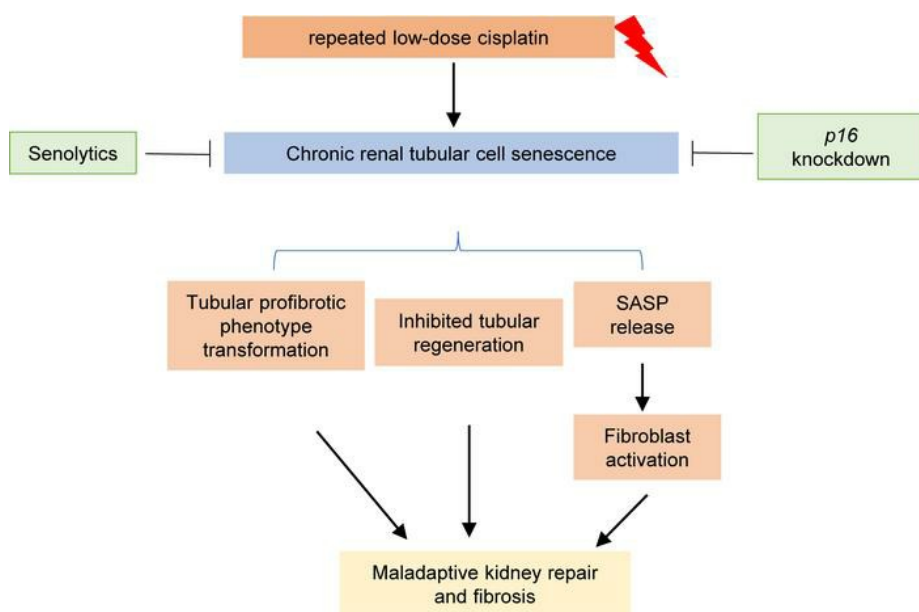 repeated low-dose cisplatin
Senolytics
Chronic renal tubular cell senescence
p16
knockdown
Tubular profibrotic
phenotype
transformation
Inhibited tubular
regeneration
SASP
release
Fibroblast
activation
Maladaptive kidney repair
and fibrosis